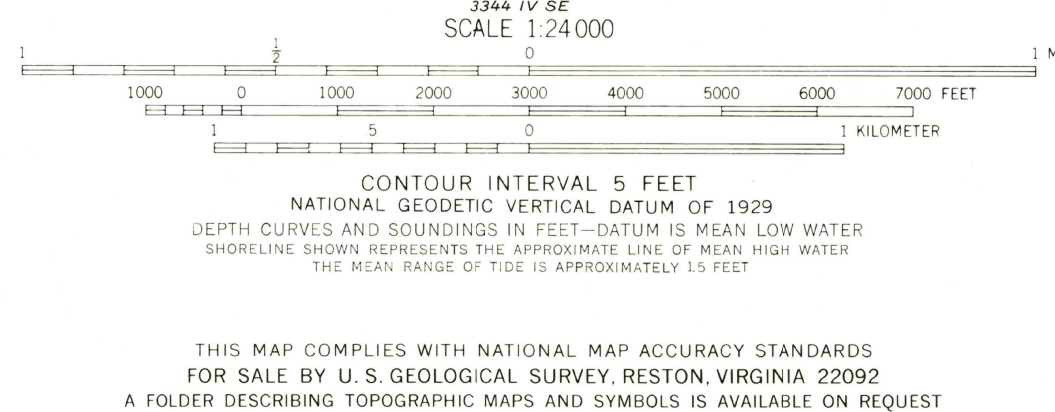 3344 IV SE
SCALE 1:24 000
1 ½ 0 1 M
1000 0 1000 2000 3000 4000 5000 6000 7000 FEET
1 .5 0 1 KILOMETER
CONTOUR INTERVAL 5 FEET
NATIONAL GEODETIC VERTICAL DATUM OF 1929
DEPTH CURVES AND SOUNDINGS IN FEET—DATUM IS MEAN LOW WATER
SHORELINE SHOWN REPRESENTS THE APPROXIMATE LINE OF MEAN HIGH WATER
THE MEAN RANGE OF TIDE IS APPROXIMATELY 1.5 FEET
THIS MAP COMPLIES WITH NATIONAL MAP ACCURACY STANDARDS
FOR SALE BY U. S. GEOLOGICAL SURVEY, RESTON, VIRGINIA 22092
A FOLDER DESCRIBING TOPOGRAPHIC MAPS AND SYMBOLS IS AVAILABLE ON REQUEST